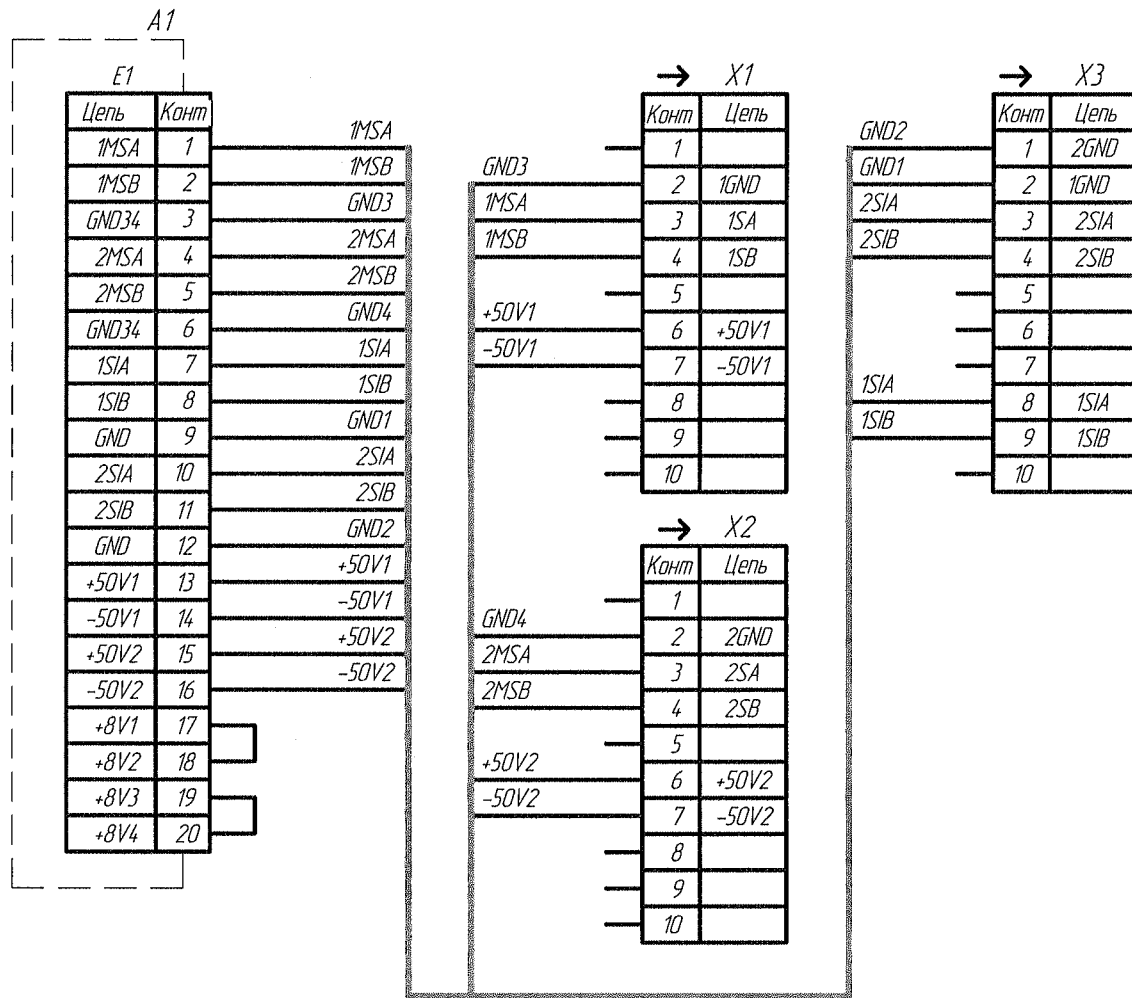 A1
E1
Цепь Конт
1MSA 1
1MSB 2
GND34 3
2MSA 4
2MSB 5
GND34 6
1SIA 7
1SIB 8
GND 9
2SIA 10
2SIB 11
GND 12
+50V1 13
-50V1 14
+50V2 15
-50V2 16
+8V1 17
+8V2 18
+8V3 19
+8V4 20
1MSA
1MSB
GND3
2MSA
2MSB
GND4
1SIA
1SIB
GND1
2SIA
2SIB
GND2
+50V1
-50V1
+50V2
-50V2
GND3
1MSA
1MSB
+50V1
-50V1
X1
Конт Цепь
1
2 1GND
3 1SA
4 1SB
5
6 +50V1
7 -50V1
8
9
10
GND4
2MSA
2MSB
+50V2
-50V2
X2
Конт Цепь
1
2 2GND
3 2SA
4 2SB
5
6 +50V2
7 -50V2
8
9
10
GND2
GND1
2SIA
2SIB
1SIA
1SIB
X3
Конт Цепь
1 2GND
2 1GND
3 2SIA
4 2SIB
5
6
7
8 1SIA
9 1SIB
10